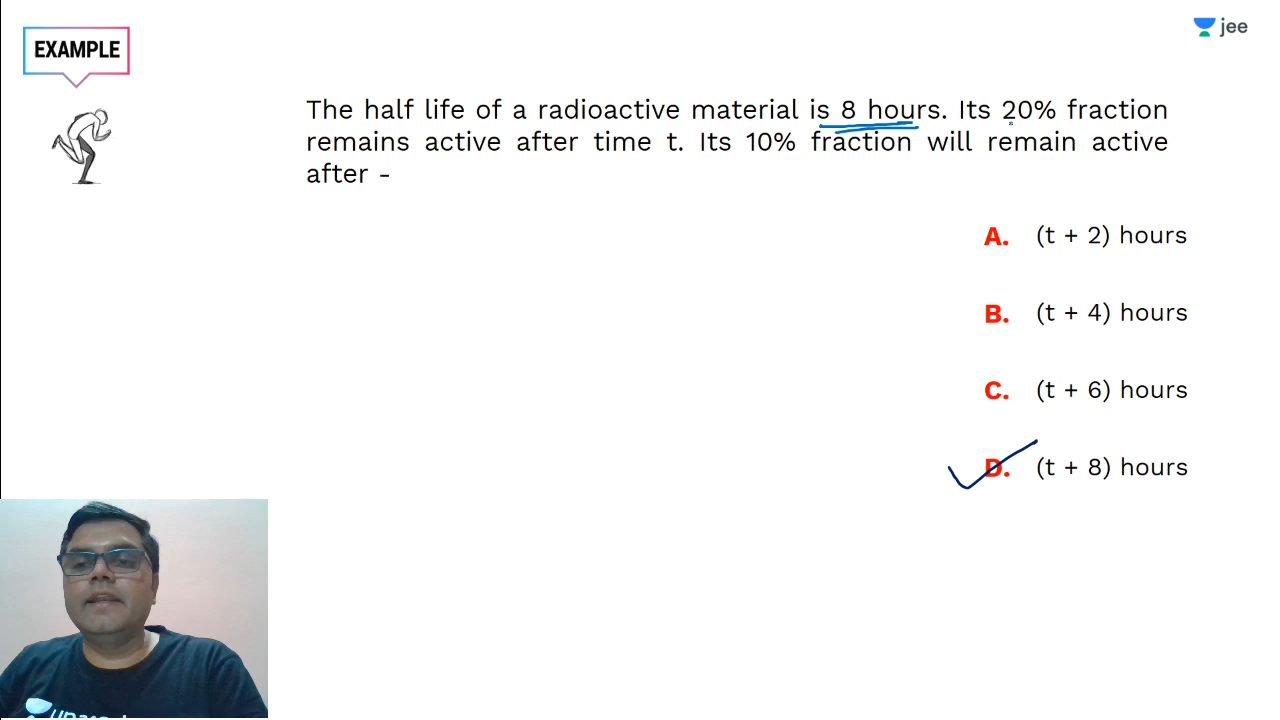 EXAMPLE
jee
The half life of a radioactive material is 8 hours. Its 20% fraction
remains active after time t. Its 10% fraction will remain active
after -
A. (t + 2) hours
B. (t + 4) hours
C. (t + 6) hours
D. (t + 8) hours